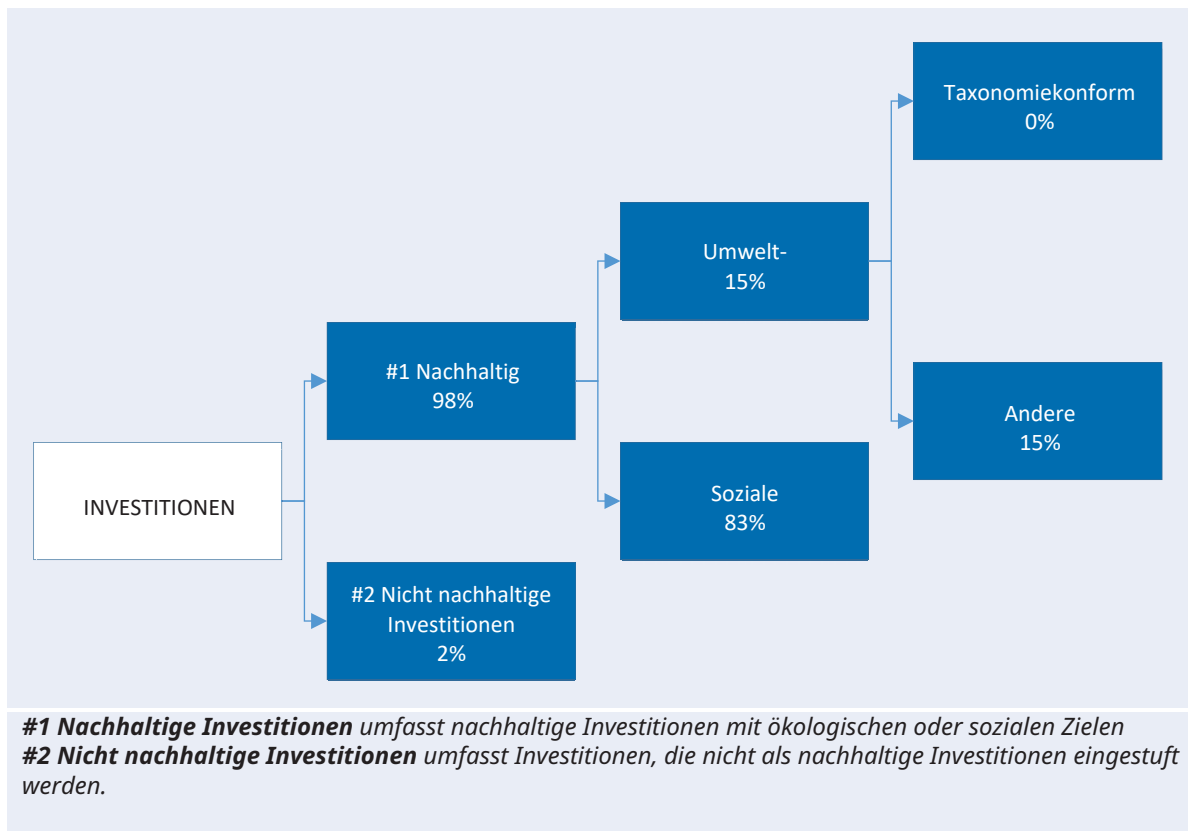 Taxonomiekonform
0%
Umwelt-
15%
#1 Nachhaltig
98%
Andere
15%
INVESTITIONEN
Soziale
83%
#2 Nicht nachhaltige
Investitionen
2%
#1 Nachhaltige Investitionen umfasst nachhaltige Investitionen mit ökologischen oder sozialen Zielen
#2 Nicht nachhaltige Investitionen umfasst Investitionen, die nicht als nachhaltige Investitionen eingestuft
werden.